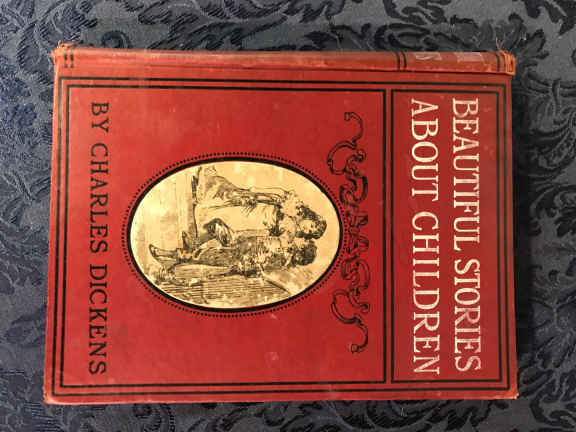 BEAUTIFUL STORIES
ABOUT CHILDREN
BY CHARLES DICKENS